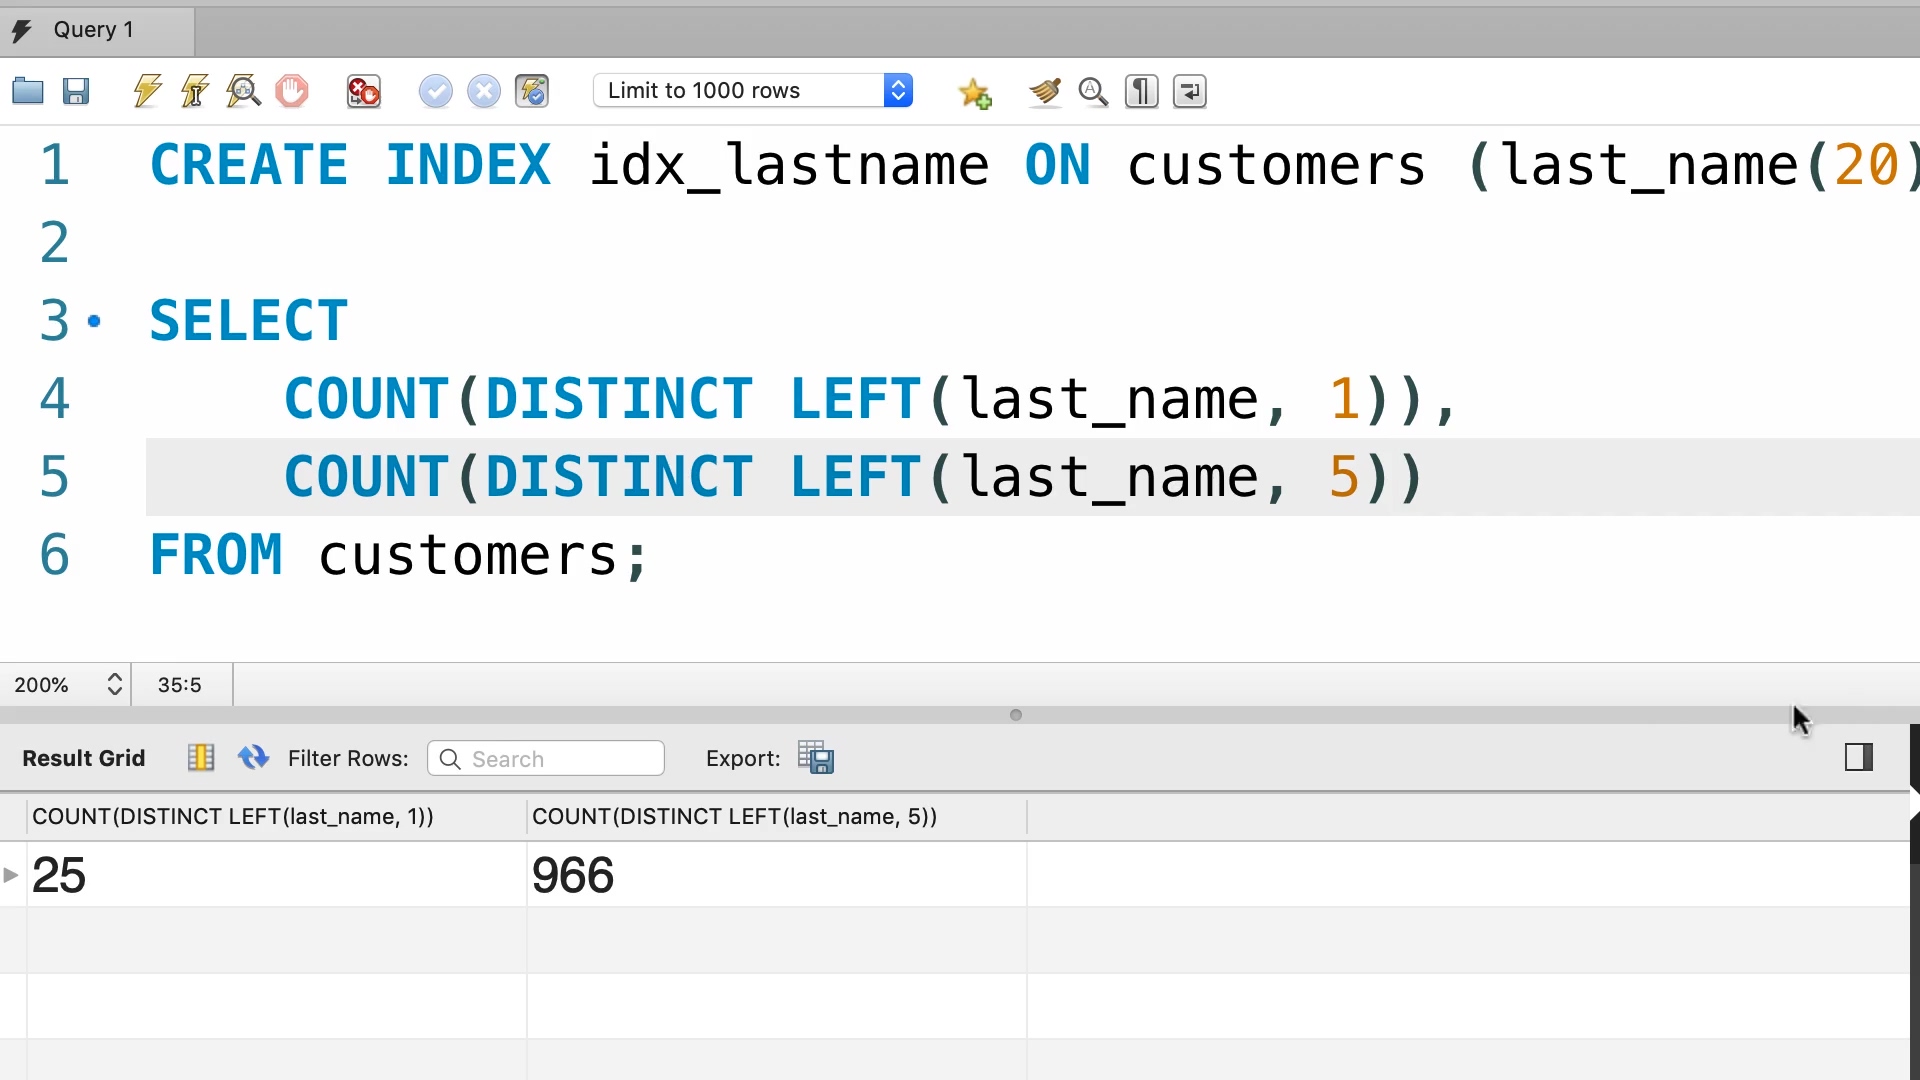 Query 1
Limit to 1000 rows
1 CREATE INDEX idx_lastname ON customers (last_name(20)
2
3 SELECT
4 COUNT(DISTINCT LEFT(last_name, 1)),
5 COUNT(DISTINCT LEFT(last_name, 5))
6 FROM customers;
200% 35:5
Result Grid Filter Rows: Search Export:
COUNT(DISTINCT LEFT(last_name, 1)) COUNT(DISTINCT LEFT(last_name, 5))
25 966